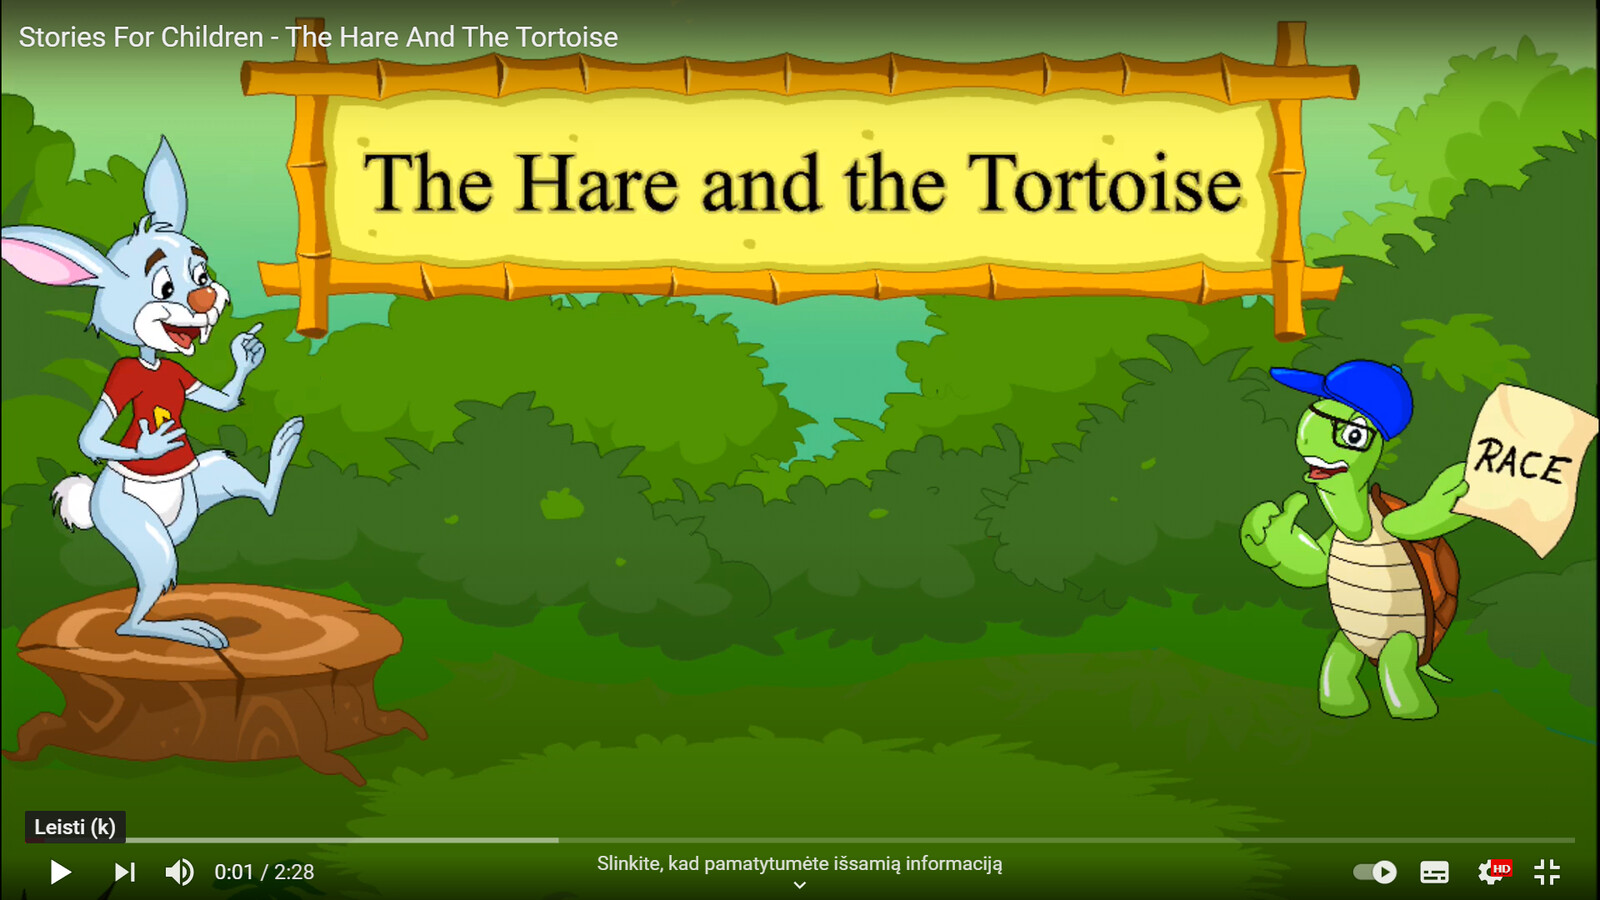 Stories For Children - The Hare And The Tortoise
The Hare and the Tortoise
RACE
Leisti (k)
0:01 / 2:28
Slinkite, kad pamatytumėte išsamią informaciją
HD